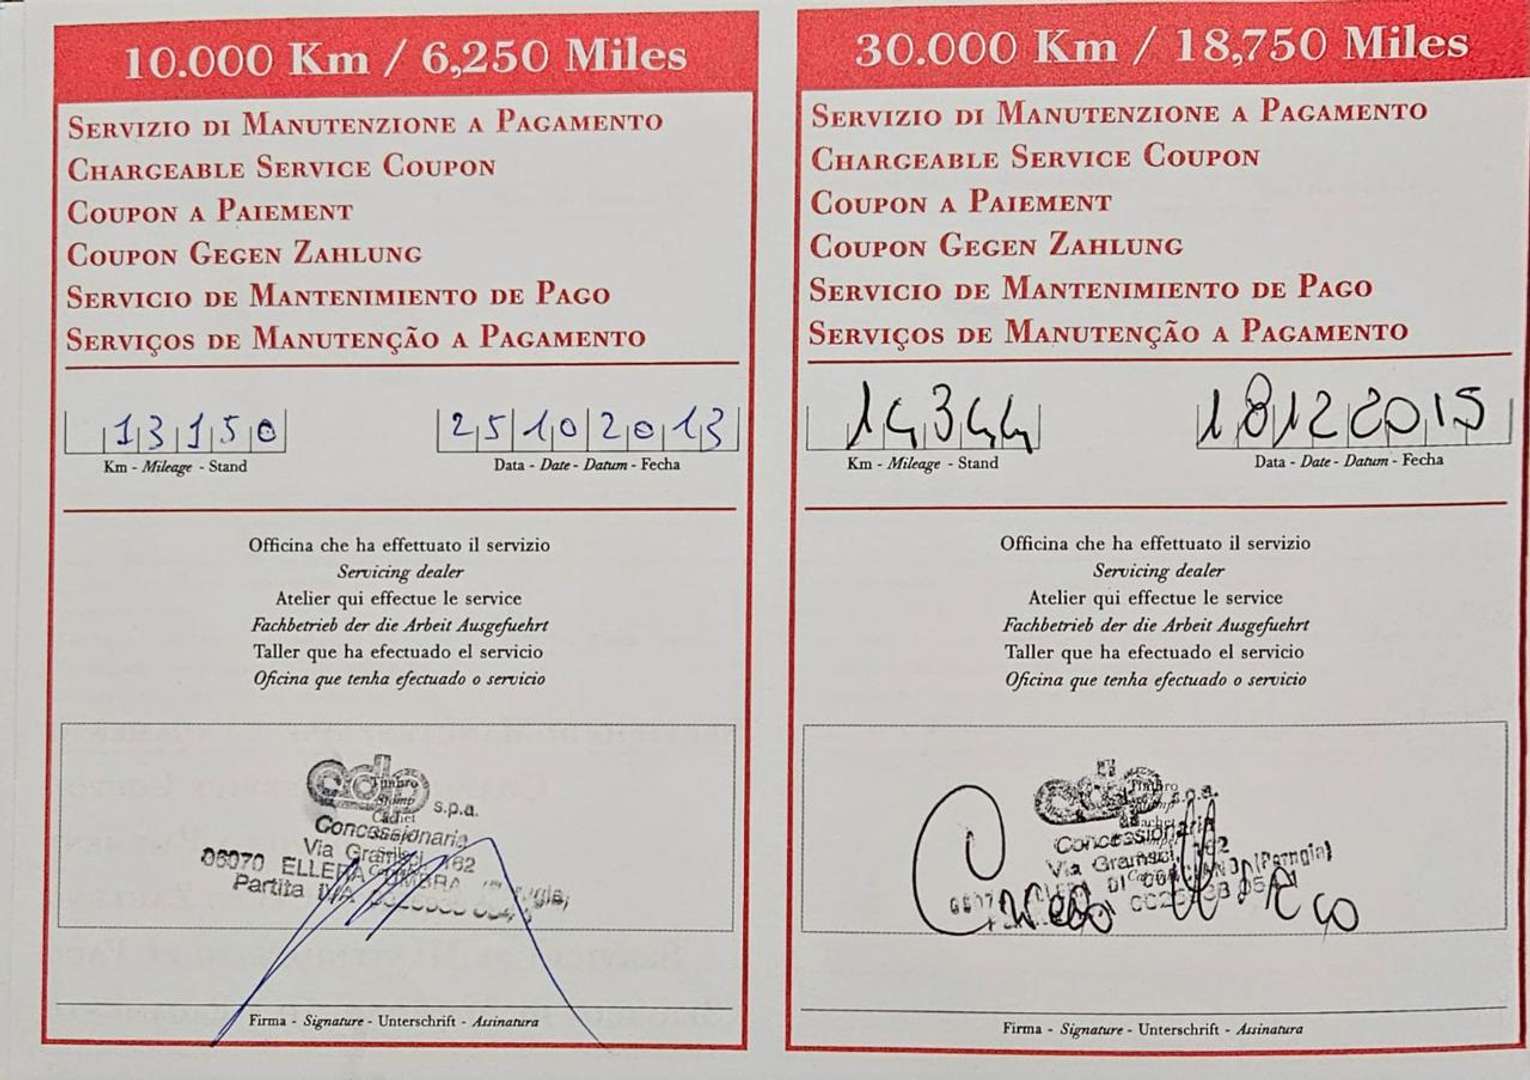 10.000 Km / 6,250 Miles
Servizio di Manutenzione a Pagamento
Chargeable Service Coupon
Coupon a Paiement
Coupon Gegen Zahlung
Servicio de Mantenimiento de Pago
Serviços de Manutenção a Pagamento
13150 25102013
Km - Mileage - Stand Data - Date - Datum - Fecha
Officina che ha effettuato il servizio
Servicing dealer
Atelier qui effectue le service
Fachbetrieb der die Arbeit Ausgefuehrt
Taller que ha efectuado el servicio
Oficina que tenha efectuado o servicio
Timbro
Stamp
Cachet
adp s.p.a.
Concessionaria
Via Gramsci, 162
06070 ELLERA UMBRA
Partita IVA
Firma - Signature - Unterschrift - Assinatura
30.000 Km / 18,750 Miles
Servizio di Manutenzione a Pagamento
Chargeable Service Coupon
Coupon a Paiement
Coupon Gegen Zahlung
Servicio de Mantenimiento de Pago
Serviços de Manutenção a Pagamento
14344 18122015
Km - Mileage - Stand Data - Date - Datum - Fecha
Officina che ha effettuato il servizio
Servicing dealer
Atelier qui effectue le service
Fachbetrieb der die Arbeit Ausgefuehrt
Taller que ha efectuado el servicio
Oficina que tenha efectuado o servicio
Timbro
adp s.p.a.
Concessionaria
Via Gramsci,
Firma - Signature - Unterschrift - Assinatura